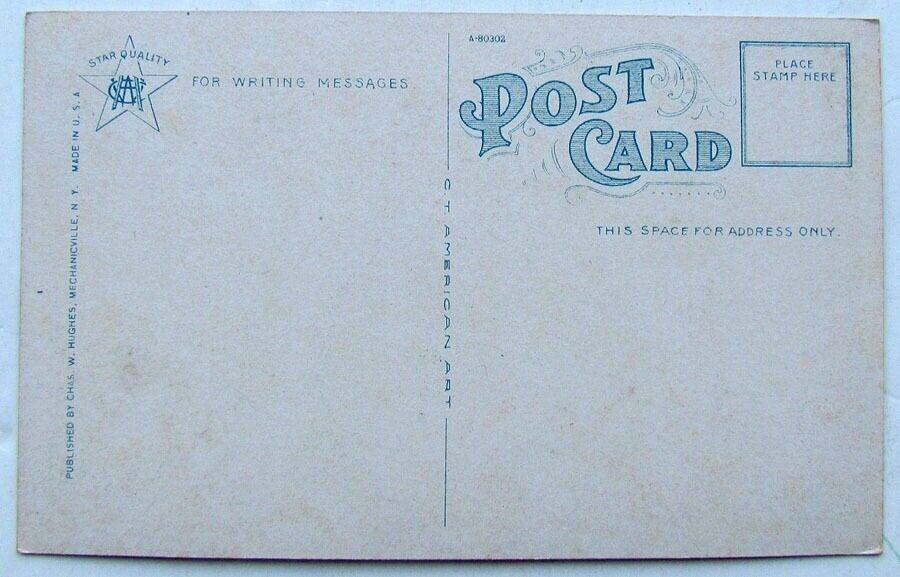 STAR QUALITY
FOR WRITING MESSAGES
PUBLISHED BY CHAS. W. HUGHES, MECHANICVILLE, N. Y. MADE IN U. S. A.
C. T. AMERICAN ART
A-80302
POST
CARD
PLACE
STAMP HERE
THIS SPACE FOR ADDRESS ONLY.